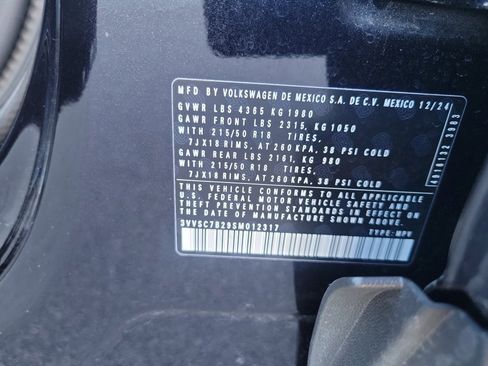 MFD BY VOLKSWAGEN DE MEXICO S.A. DE C.V. MEXICO 12/24
GVWR LBS 4365 KG 1980
GAWR FRONT LBS 2315, KG 1050
WITH 215/50 R18 TIRES,
7JX18 RIMS, AT 260 KPA, 38 PSI COLD
GAWR REAR LBS 2161, KG 980
WITH 215/50 R18 TIRES,
7JX18 RIMS, AT 260 KPA, 38 PSI COLD
THIS VEHICLE CONFORMS TO ALL APPLICABLE
U.S. FEDERAL MOTOR VEHICLE SAFETY AND
THEFT PREVENTION STANDARDS IN EFFECT ON
THE DATE OF MANUFACTURE SHOWN ABOVE.
3VVSC7B29SM012317
TYPE: MPV